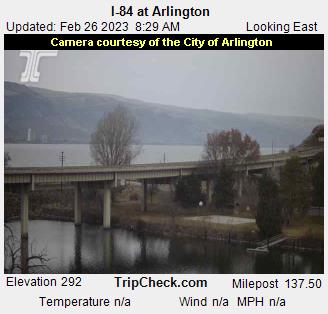 I-84 at Arlington
Updated: Feb 26 2023 8:29 AM Looking East
Camera courtesy of the City of Arlington
Elevation 292 TripCheck.com Milepost 137.50
Temperature n/a Wind n/a MPH n/a